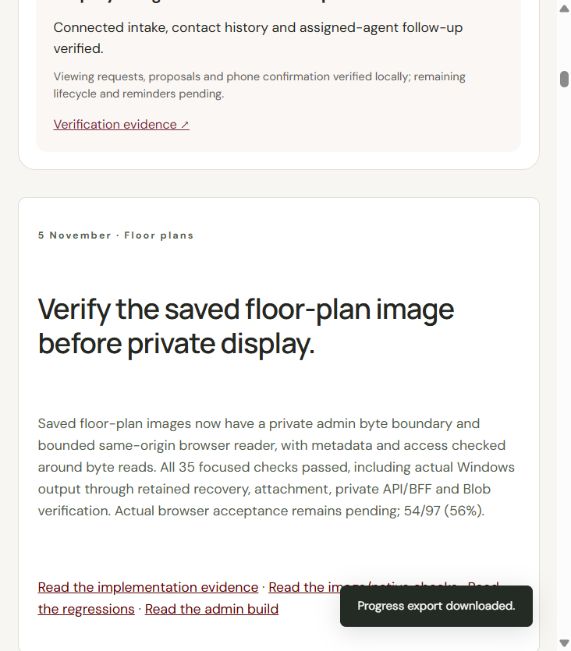 Connected intake, contact history and assigned-agent follow-up
verified.
Viewing requests, proposals and phone confirmation verified locally; remaining
lifecycle and reminders pending.
Verification evidence ↗
5 November · Floor plans
Verify the saved floor-plan image
before private display.
Saved floor-plan images now have a private admin byte boundary and
bounded same-origin browser reader, with metadata and access checked
around byte reads. All 35 focused checks passed, including actual Windows
output through retained recovery, attachment, private API/BFF and Blob
verification. Actual browser acceptance remains pending; 54/97 (56%).
Read the implementation evidence · Read the image/native checks · Read
the regressions · Read the admin build
Progress export downloaded.